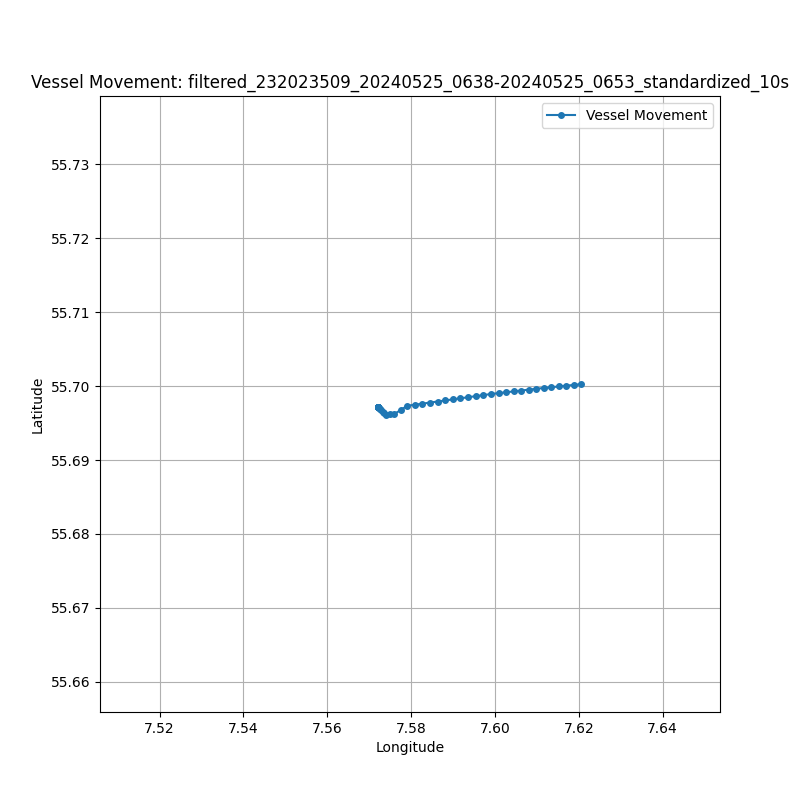 Vessel Movement: filtered_232023509_20240525_0638-20240525_0653_standardized_10s
Vessel Movement
55.73
55.72
55.71
55.70
55.69
55.68
55.67
55.66
Latitude
7.52 7.54 7.56 7.58 7.60 7.62 7.64
Longitude